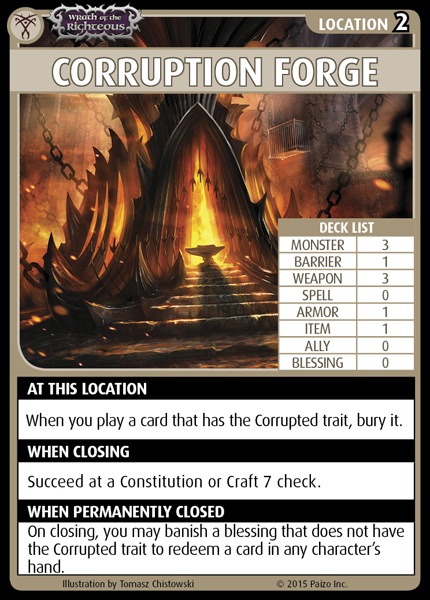 Wrath of the
Righteous
LOCATION 2
CORRUPTION FORGE
DECK LIST
MONSTER 3
BARRIER 1
WEAPON 3
SPELL 0
ARMOR 1
ITEM 1
ALLY 0
BLESSING 0
AT THIS LOCATION
When you play a card that has the Corrupted trait, bury it.
WHEN CLOSING
Succeed at a Constitution or Craft 7 check.
WHEN PERMANENTLY CLOSED
On closing, you may banish a blessing that does not have
the Corrupted trait to redeem a card in any character's
hand.
Illustration by Tomasz Chistowski © 2015 Paizo Inc.